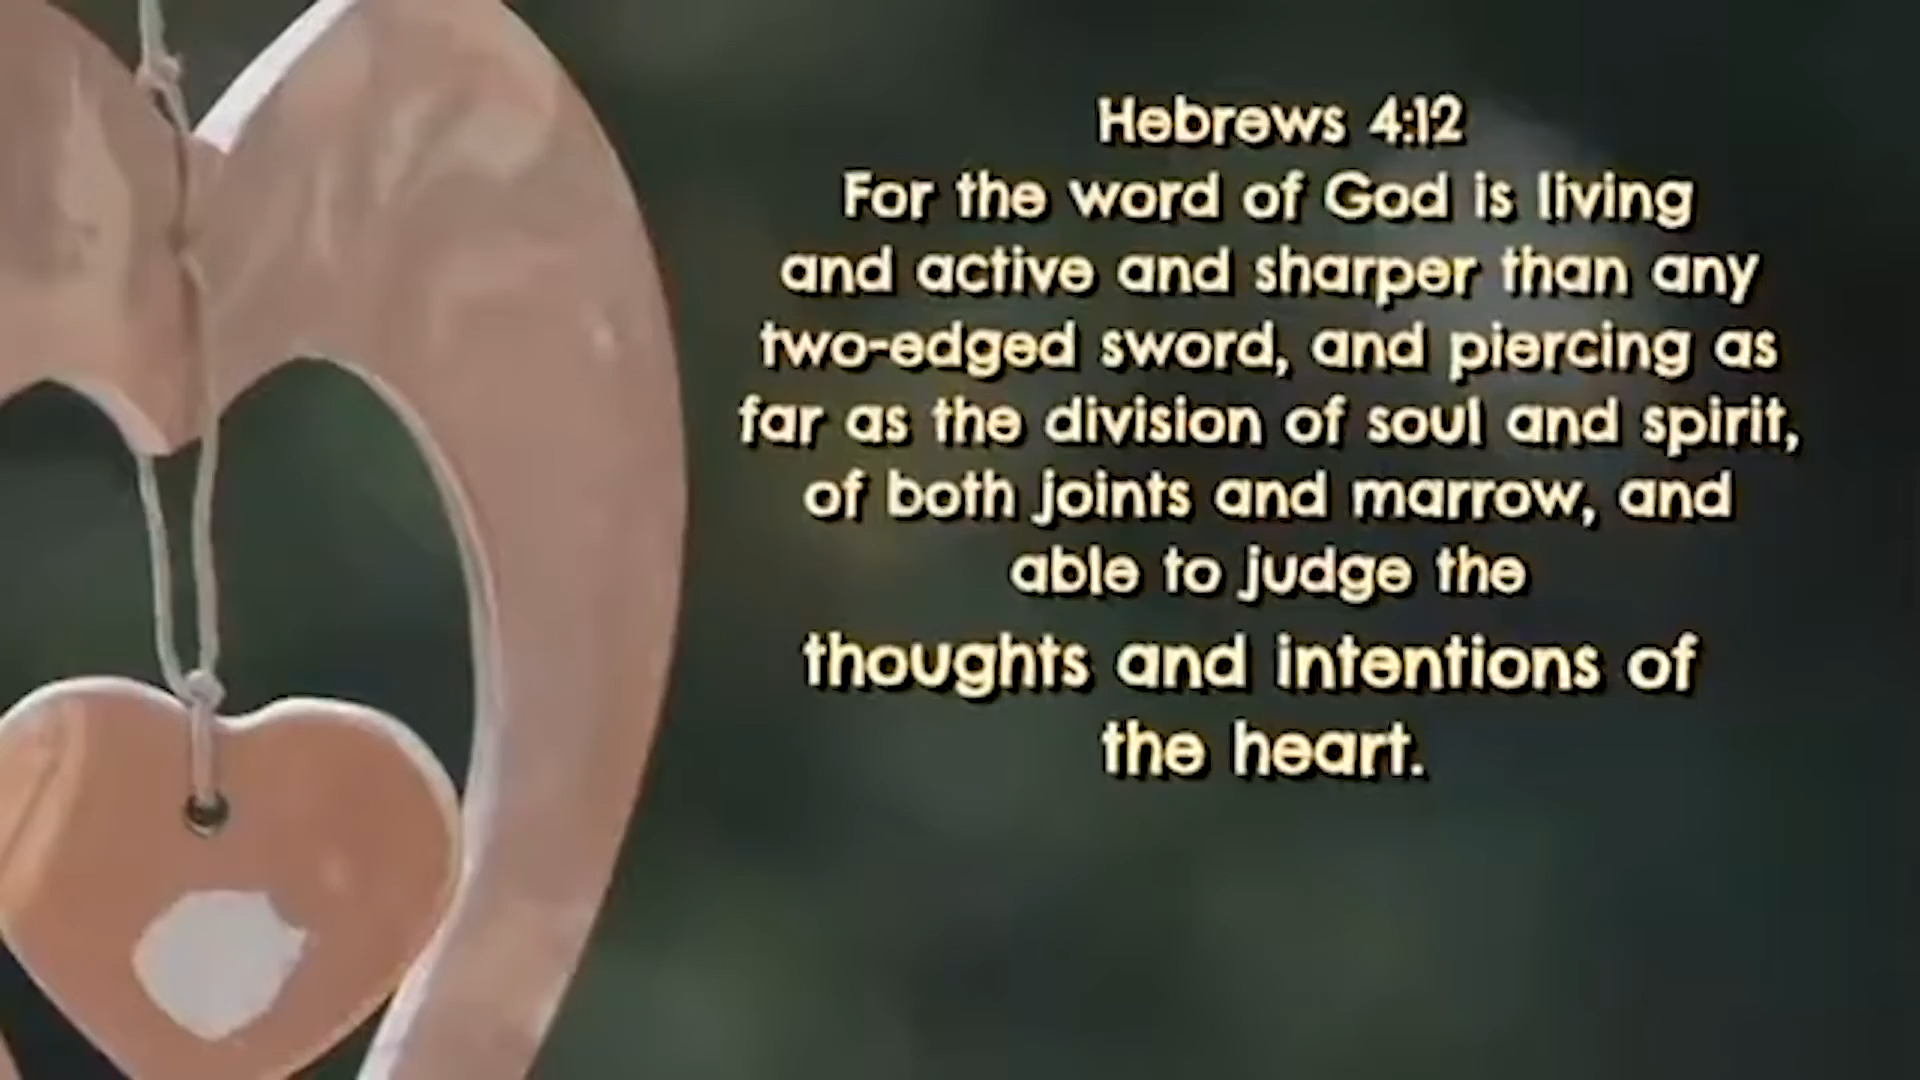 Hebrews 4:12
For the word of God is living
and active and sharper than any
two-edged sword, and piercing as
far as the division of soul and spirit,
of both joints and marrow, and
able to judge the
thoughts and intentions of
the heart.